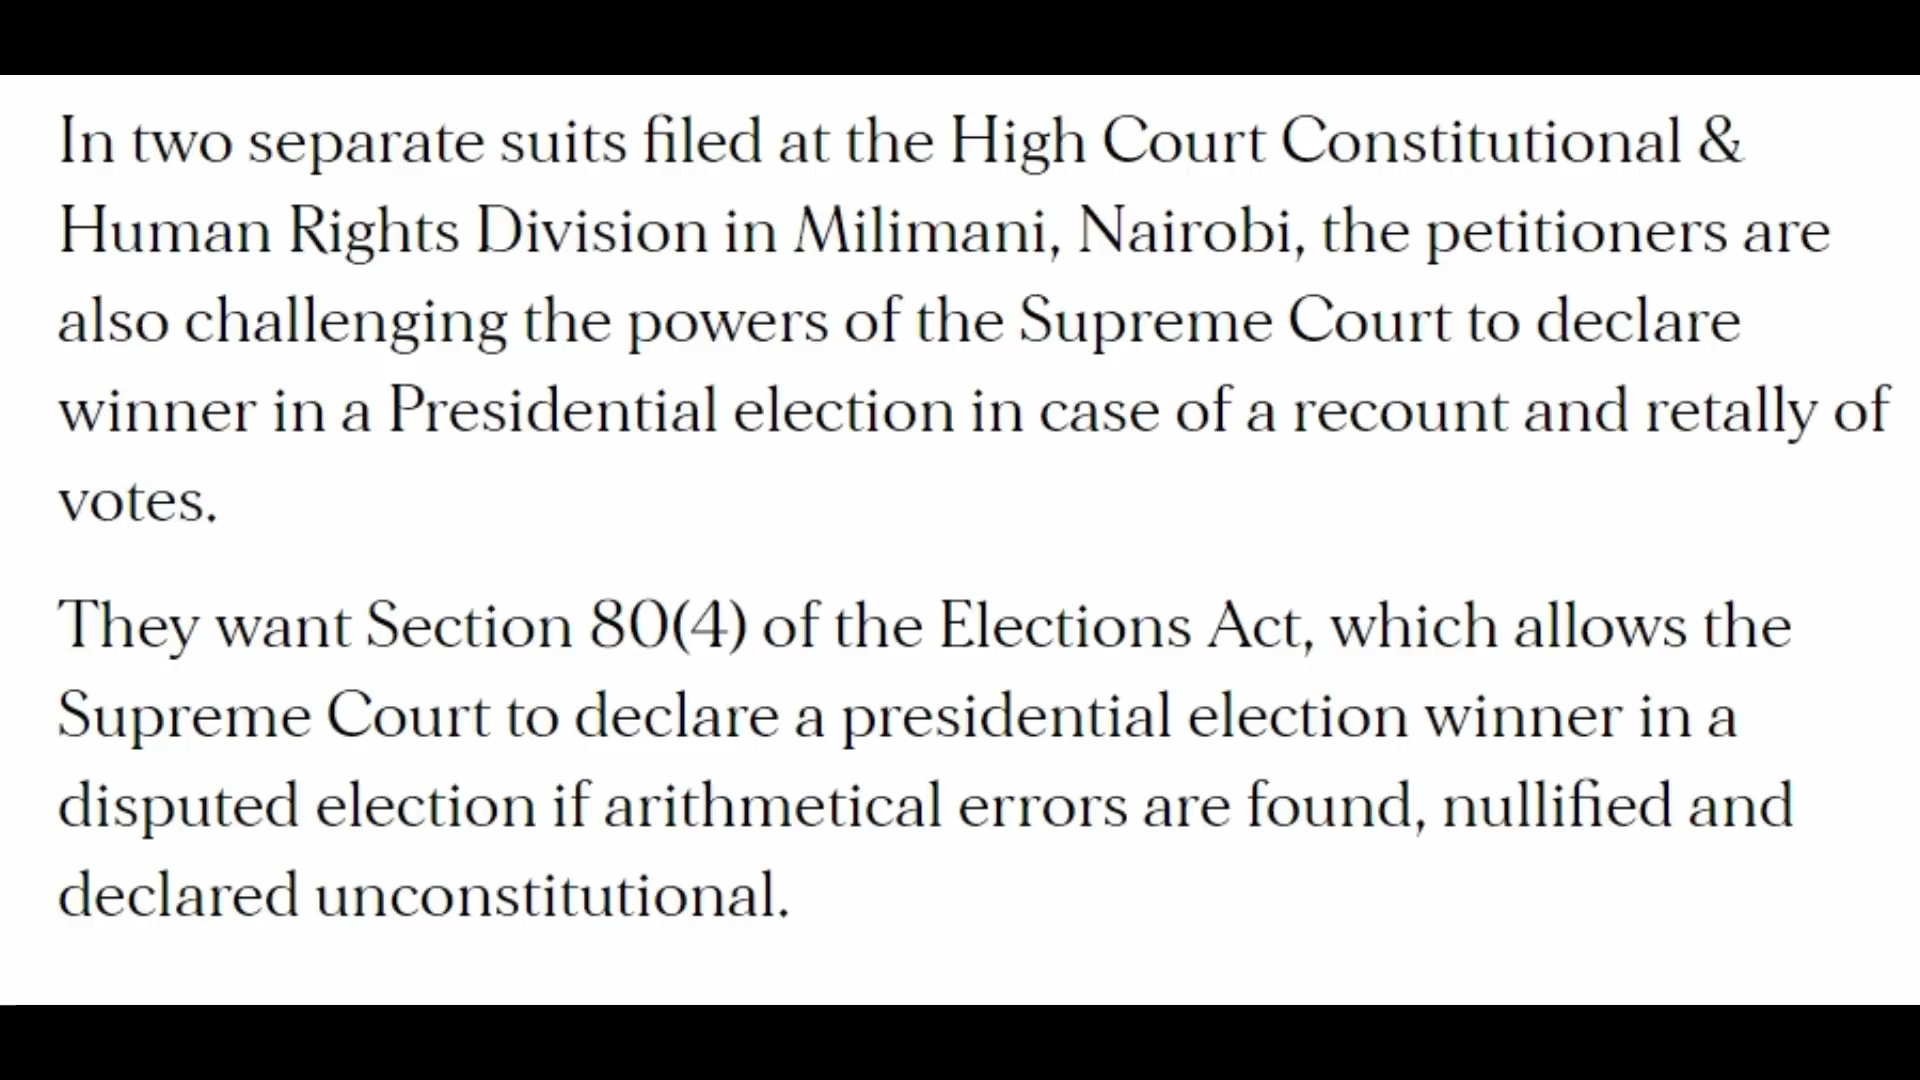 In two separate suits filed at the High Court Constitutional &
Human Rights Division in Milimani, Nairobi, the petitioners are
also challenging the powers of the Supreme Court to declare
winner in a Presidential election in case of a recount and retally of
votes.
They want Section 80(4) of the Elections Act, which allows the
Supreme Court to declare a presidential election winner in a
disputed election if arithmetical errors are found, nullified and
declared unconstitutional.